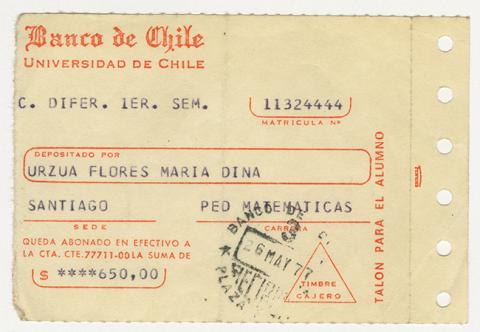 Banco de Chile
UNIVERSIDAD DE CHILE
C. DIFER. 1ER. SEM. 11324444
MATRICULA Nº
DEPOSITADO POR
URZUA FLORES MARIA DINA
SANTIAGO PED MATEMATICAS
SEDE CARRERA
QUEDA ABONADO EN EFECTIVO A
LA CTA. CTE. 77711-00 LA SUMA DE
$ ****650,00
BANCO DE
26 MAY 77
PLAZA
TIMBRE
CAJERO
TALON PARA EL ALUMNO